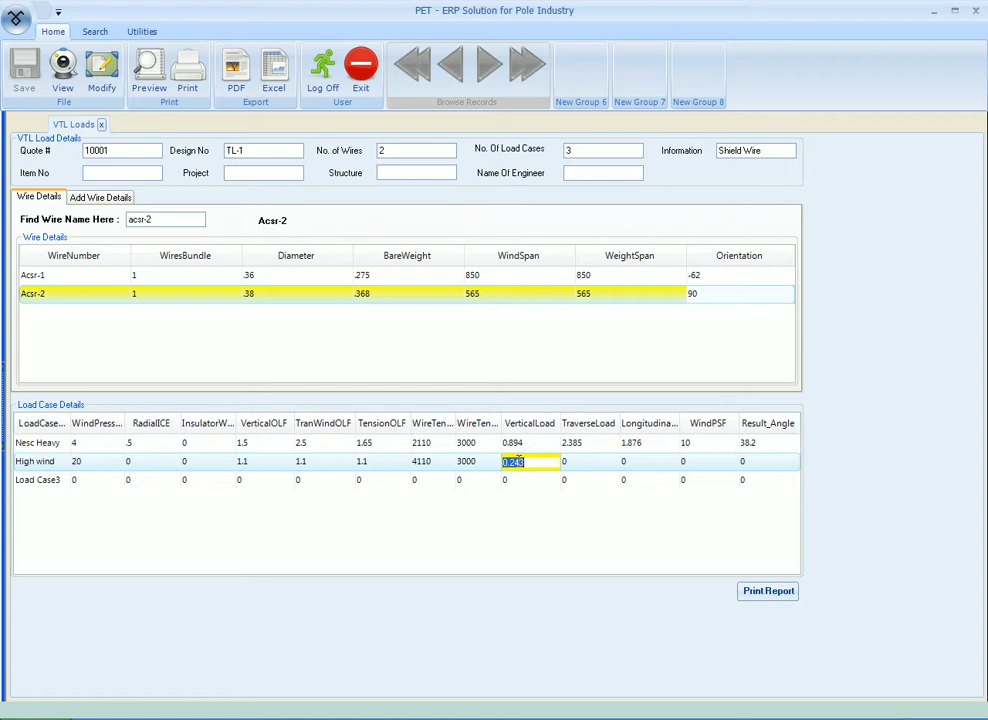 PET - ERP Solution for Pole Industry
Home Search Utilities
Save View Modify Preview Print PDF Excel Log Off Exit
File Print Export User Browse Records New Group 6 New Group 7 New Group 8
VTL Loads x
VTL Load Details
Quote # 10001 Design No TL-1 No. of Wires 2 No. Of Load Cases 3 Information Shield Wire
Item No Project Structure Name Of Engineer
Wire Details Add Wire Details
Find Wire Name Here : acsr-2 Acsr-2
Wire Details
WireNumber WiresBundle Diameter BareWeight WindSpan WeightSpan Orientation
Acsr-1 1 .36 .275 850 850 -62
Acsr-2 1 .38 .368 565 565 90
Load Case Details
LoadCase... WindPress... RadialICE InsulatorW... VerticalOLF TranWindOLF TensionOLF WireTen... WireTen... VerticalLoad TraverseLoad Longitudina... WindPSF Result_Angle
Nesc Heavy 4 .5 0 1.5 2.5 1.65 2110 3000 0.894 2.385 1.876 10 38.2
High wind 20 0 0 1.1 1.1 1.1 4110 3000 0.243 0 0 0 0
Load Case3 0 0 0 0 0 0 0 0 0 0 0 0 0
Print Report